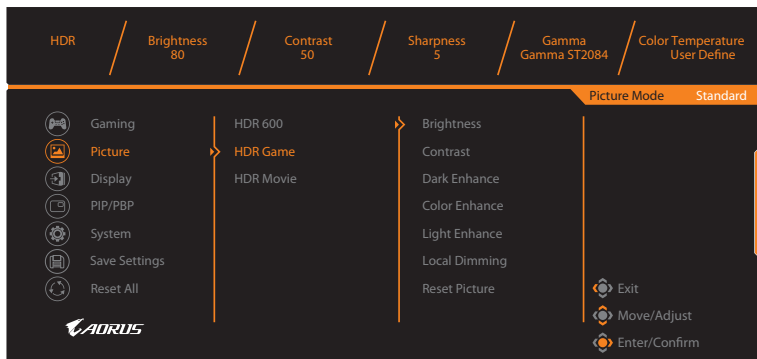 HDR
Brightness
80
Contrast
50
Sharpness
5
Gamma
Gamma ST2084
Color Temperature
User Define
Picture Mode Standard
Gaming
Picture
Display
PIP/PBP
System
Save Settings
Reset All
HDR 600
HDR Game
HDR Movie
Brightness
Contrast
Dark Enhance
Color Enhance
Light Enhance
Local Dimming
Reset Picture
Exit
Move/Adjust
Enter/Confirm
AORUS